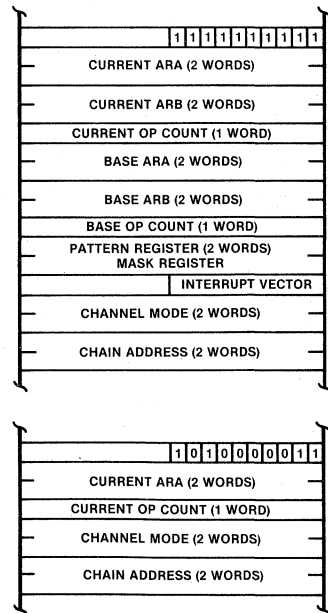 1 1 1 1 1 1 1 1 1 1
CURRENT ARA (2 WORDS)
CURRENT ARB (2 WORDS)
CURRENT OP COUNT (1 WORD)
BASE ARA (2 WORDS)
BASE ARB (2 WORDS)
BASE OP COUNT (1 WORD)
PATTERN REGISTER (2 WORDS)
MASK REGISTER
INTERRUPT VECTOR
CHANNEL MODE (2 WORDS)
CHAIN ADDRESS (2 WORDS)
1 0 1 0 0 0 0 0 1 1
CURRENT ARA (2 WORDS)
CURRENT OP COUNT (1 WORD)
CHANNEL MODE (2 WORDS)
CHAIN ADDRESS (2 WORDS)